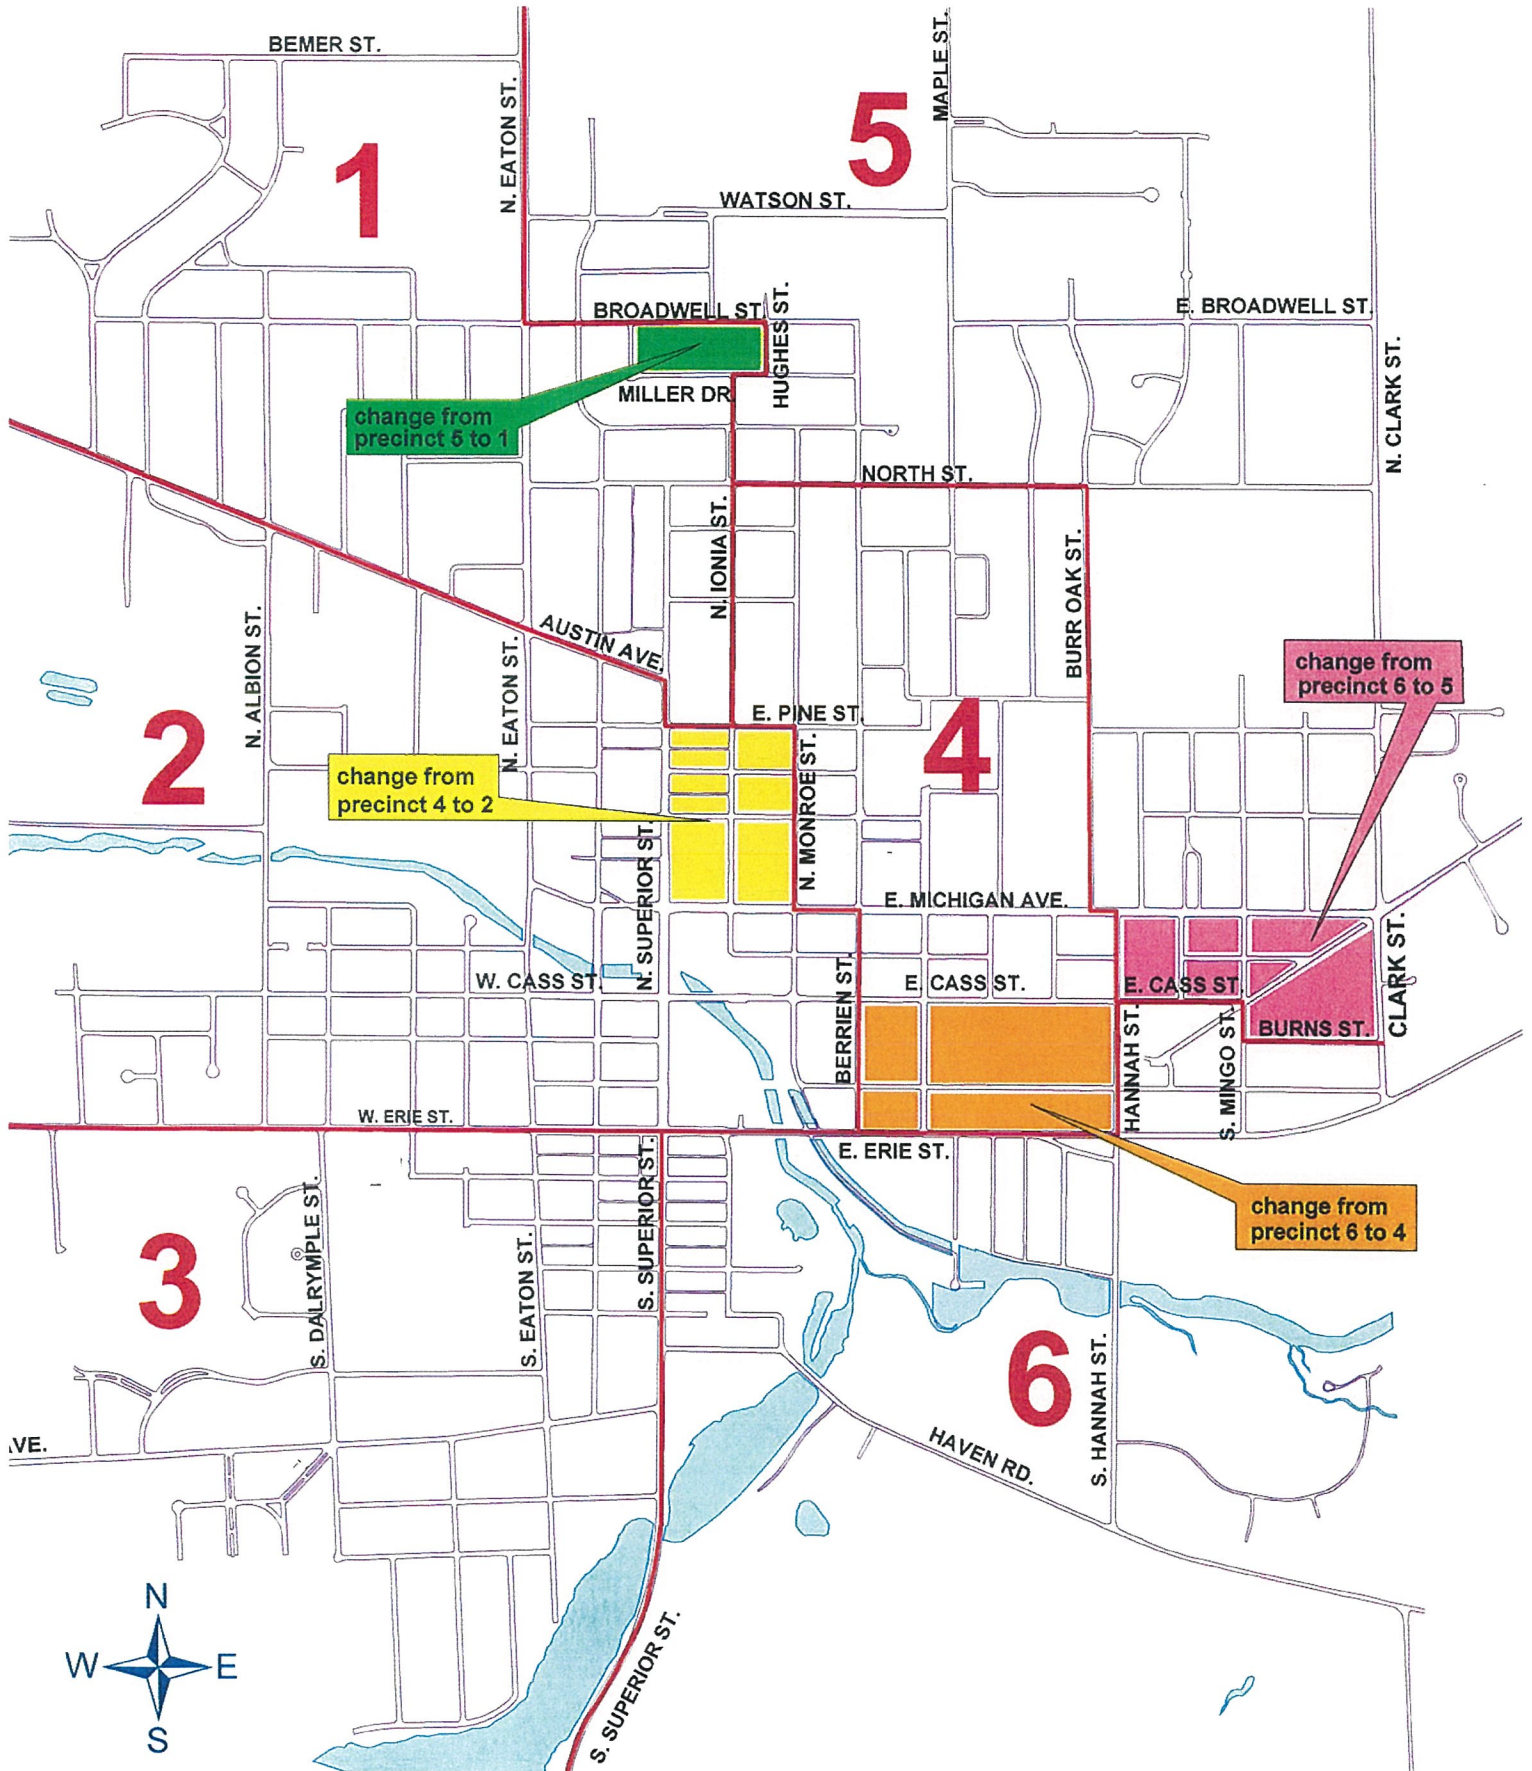 BEMER ST.
N. EATON ST.
MAPLE ST.
5
1
WATSON ST.
BROADWELL ST.
HUGHES ST.
E. BROADWELL ST.
N. CLARK ST.
MILLER DR.
change from
precinct 5 to 1
NORTH ST.
N. IONIA ST.
BURR OAK ST.
AUSTIN AVE.
N. ALBION ST.
N. EATON ST.
change from
precinct 6 to 5
2
E. PINE ST.
4
N. MONROE ST.
change from
precinct 4 to 2
N. SUPERIOR ST.
E. MICHIGAN AVE.
CLARK ST.
W. CASS ST.
BERRIEN ST.
E. CASS ST.
E. CASS ST.
BURNS ST.
HANNAH ST.
S. MINGO ST.
W. ERIE ST.
E. ERIE ST.
change from
precinct 6 to 4
3
S. DALRYMPLE ST.
S. EATON ST.
S. SUPERIOR ST.
6
S. HANNAH ST.
VE.
HAVEN RD.
N
W E
S
S. SUPERIOR ST.